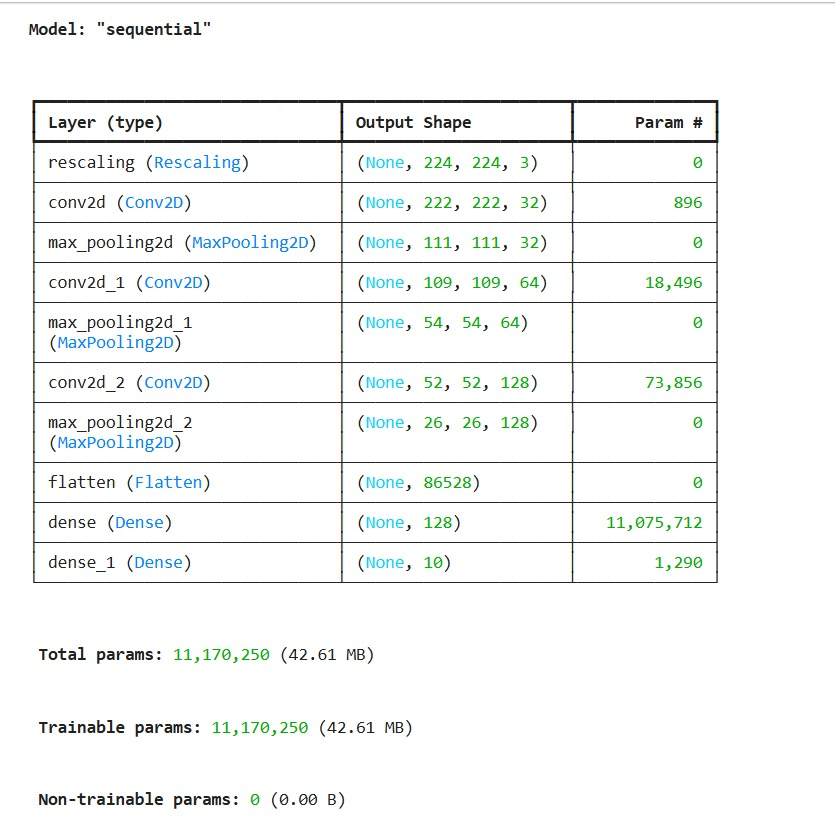 Model: "sequential"
Layer (type) Output Shape Param #
rescaling (Rescaling) (None, 224, 224, 3) 0
conv2d (Conv2D) (None, 222, 222, 32) 896
max_pooling2d (MaxPooling2D) (None, 111, 111, 32) 0
conv2d_1 (Conv2D) (None, 109, 109, 64) 18,496
max_pooling2d_1 (None, 54, 54, 64) 0
(MaxPooling2D)
conv2d_2 (Conv2D) (None, 52, 52, 128) 73,856
max_pooling2d_2 (None, 26, 26, 128) 0
(MaxPooling2D)
flatten (Flatten) (None, 86528) 0
dense (Dense) (None, 128) 11,075,712
dense_1 (Dense) (None, 10) 1,290
Total params: 11,170,250 (42.61 MB)
Trainable params: 11,170,250 (42.61 MB)
Non-trainable params: 0 (0.00 B)